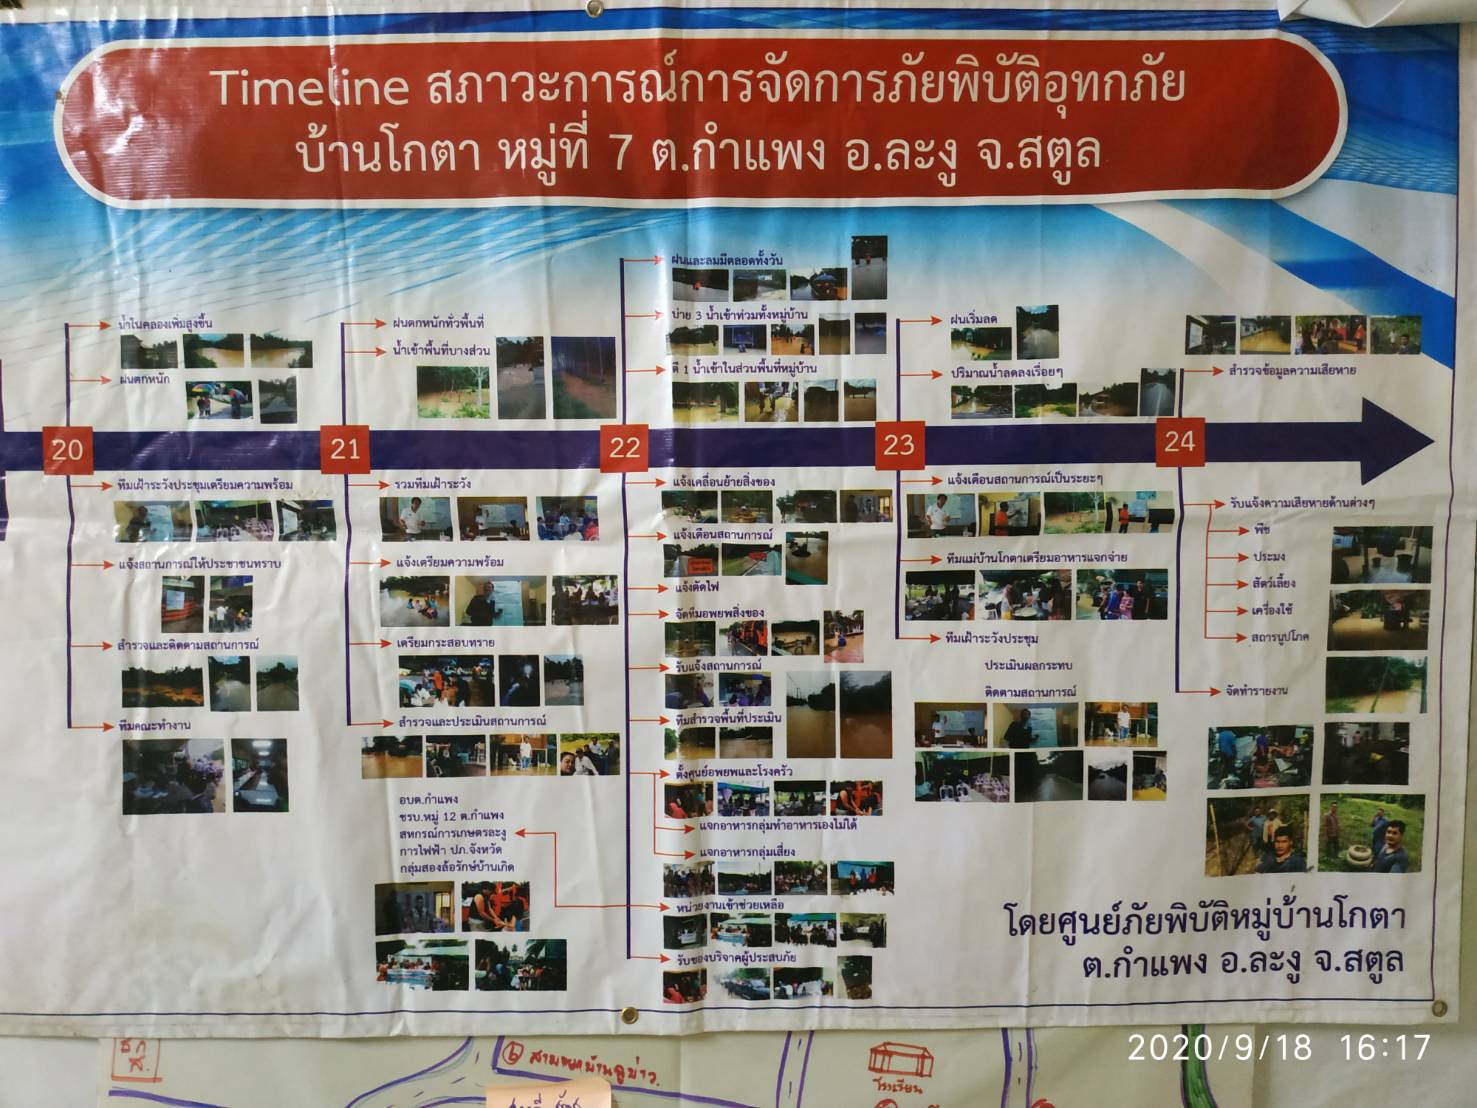 Timeline สภาวะการณ์การจัดการภัยพิบัติอุทกภัย
บ้านโกตา หมู่ที่ 7 ต.กำแพง อ.ละงู จ.สตูล
20
น้ำในคลองเพิ่มสูงขึ้น
ฝนตกหนัก
ทีมเฝ้าระวังประชุมเตรียมความพร้อม
แจ้งสถานการณ์ให้ประชาชนทราบ
สำรวจและติดตามสถานการณ์
ทีมคณะทำงาน
21
ฝนตกหนักทั่วพื้นที่
น้ำเข้าพื้นที่บางส่วน
รวมทีมเฝ้าระวัง
แจ้งเตรียมความพร้อม
เตรียมกระสอบทราย
สำรวจและประเมินสถานการณ์
อบต.กำแพง
ชรบ.หมู่ 12 ต.กำแพง
สหกรณ์การเกษตรละงู
การไฟฟ้า ปภ.จังหวัด
กลุ่มสองล้อรักษ์บ้านเกิด
22
ฝนและลมมีตลอดทั้งวัน
บ่าย 3 น้ำเข้าท่วมทั้งหมู่บ้าน
ตี 1 น้ำเข้าในส่วนพื้นที่หมู่บ้าน
แจ้งเคลื่อนย้ายสิ่งของ
แจ้งเตือนสถานการณ์
แจ้งตัดไฟ
จัดทีมอพยพสิ่งของ
รับแจ้งสถานการณ์
ทีมสำรวจพื้นที่ประเมิน
ตั้งศูนย์อพยพและโรงครัว
แจกอาหารกลุ่มทำอาหารเองไม่ได้
แจกอาหารกลุ่มเสี่ยง
หน่วยงานเข้าช่วยเหลือ
รับของบริจาคผู้ประสบภัย
23
ฝนเริ่มลด
ปริมาณน้ำลดลงเรื่อยๆ
แจ้งเตือนสถานการณ์เป็นระยะๆ
ทีมแม่บ้านโกตาเตรียมอาหารแจกจ่าย
ทีมเฝ้าระวังประชุม
ประเมินผลกระทบ
ติดตามสถานการณ์
24
สำรวจข้อมูลความเสียหาย
รับแจ้งความเสียหายด้านต่างๆ
พืช
ประมง
สัตว์เลี้ยง
เครื่องใช้
สถารนูปโภค
จัดทำรายงาน
โดยศูนย์ภัยพิบัติหมู่บ้านโกตา
ต.กำแพง อ.ละงู จ.สตูล
โรงเรียน
2020/9/18 16:17